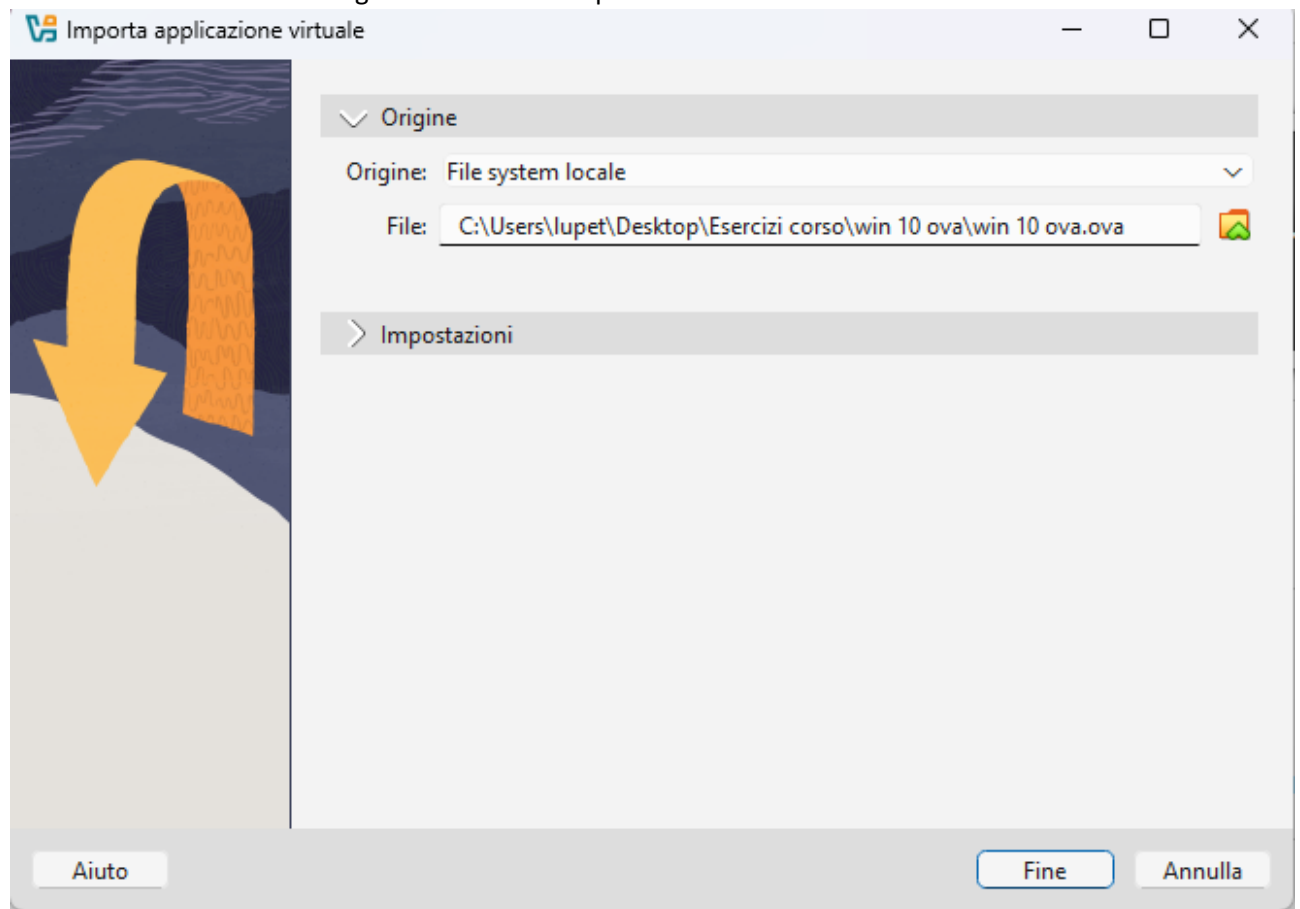 Importa applicazione virtuale
Origine
Origine: File system locale
File: C:\Users\lupet\Desktop\Esercizi corso\win 10 ova\win 10 ova.ova
Impostazioni
Aiuto Fine Annulla